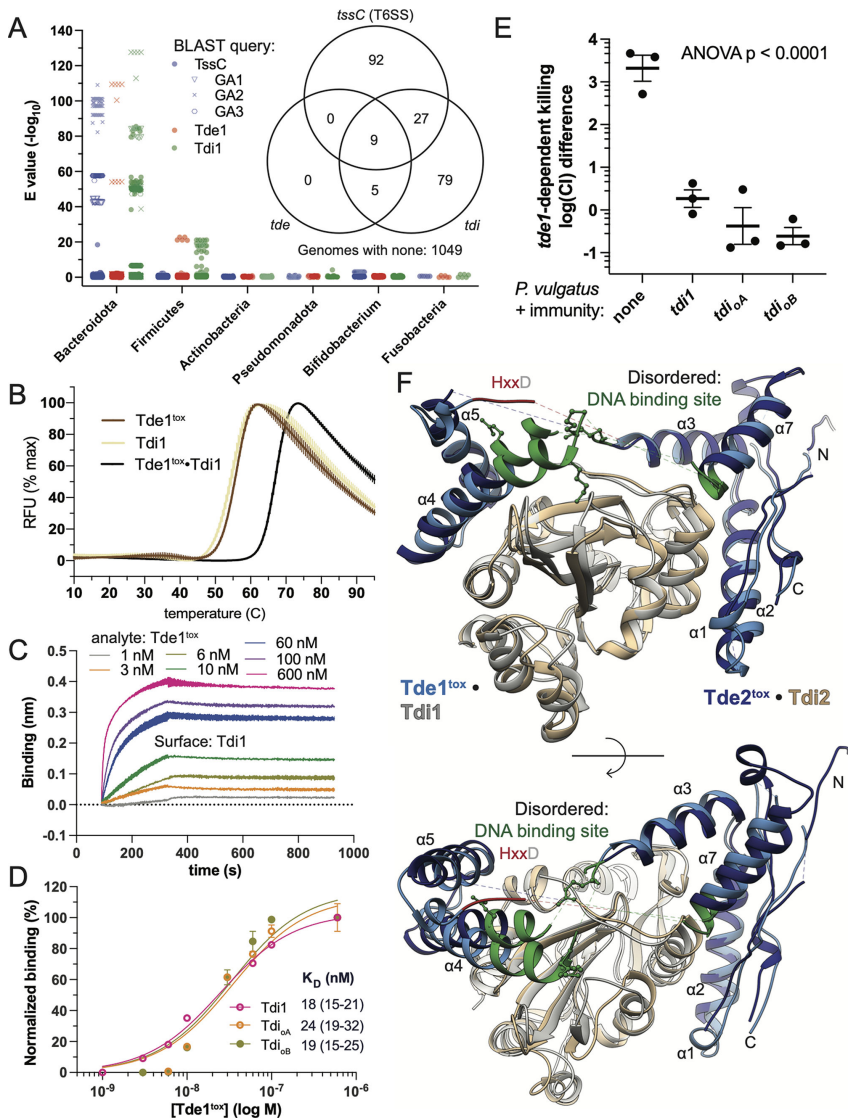 A
E value (-log10)
140
120
100
80
60
40
20
0
BLAST query:
TssC
GA1
GA2
GA3
Tde1
Tdi1
Bacteroidota
Firmicutes
Actinobacteria
Pseudomonadota
Bifidobacterium
Fusobacteria
tssC (T6SS)
92
0
27
9
0
5
79
tde
tdi
Genomes with none: 1049
E
tde1-dependent killing
log(CI) difference
4
3
2
1
0
-1
ANOVA p < 0.0001
P. vulgatus
+ immunity:
none
tdi1
tdioA
tdioB
B
RFU (% max)
100
80
60
40
20
0
Tde1tox
Tdi1
Tde1tox•Tdi1
10 20 30 40 50 60 70 80 90
temperature (C)
C
Binding (nm)
0.5
0.4
0.3
0.2
0.1
0.0
-0.1
analyte: Tde1tox
1 nM
3 nM
6 nM
10 nM
60 nM
100 nM
600 nM
Surface: Tdi1
0 200 400 600 800 1000
time (s)
D
Normalized binding (%)
120
100
80
60
40
20
0
KD (nM)
Tdi1 18 (15-21)
TdioA 24 (19-32)
TdioB 19 (15-25)
10-9 10-8 10-7 10-6
[Tde1tox] (log M)
F
HxxD
Disordered:
DNA binding site
α5
α3
α7
N
α4
α2
C
α1
Tde1tox •
Tdi1
Tde2tox • Tdi2
Disordered:
DNA binding site
HxxD
α3
N
α5
α7
α4
α2
α1
C